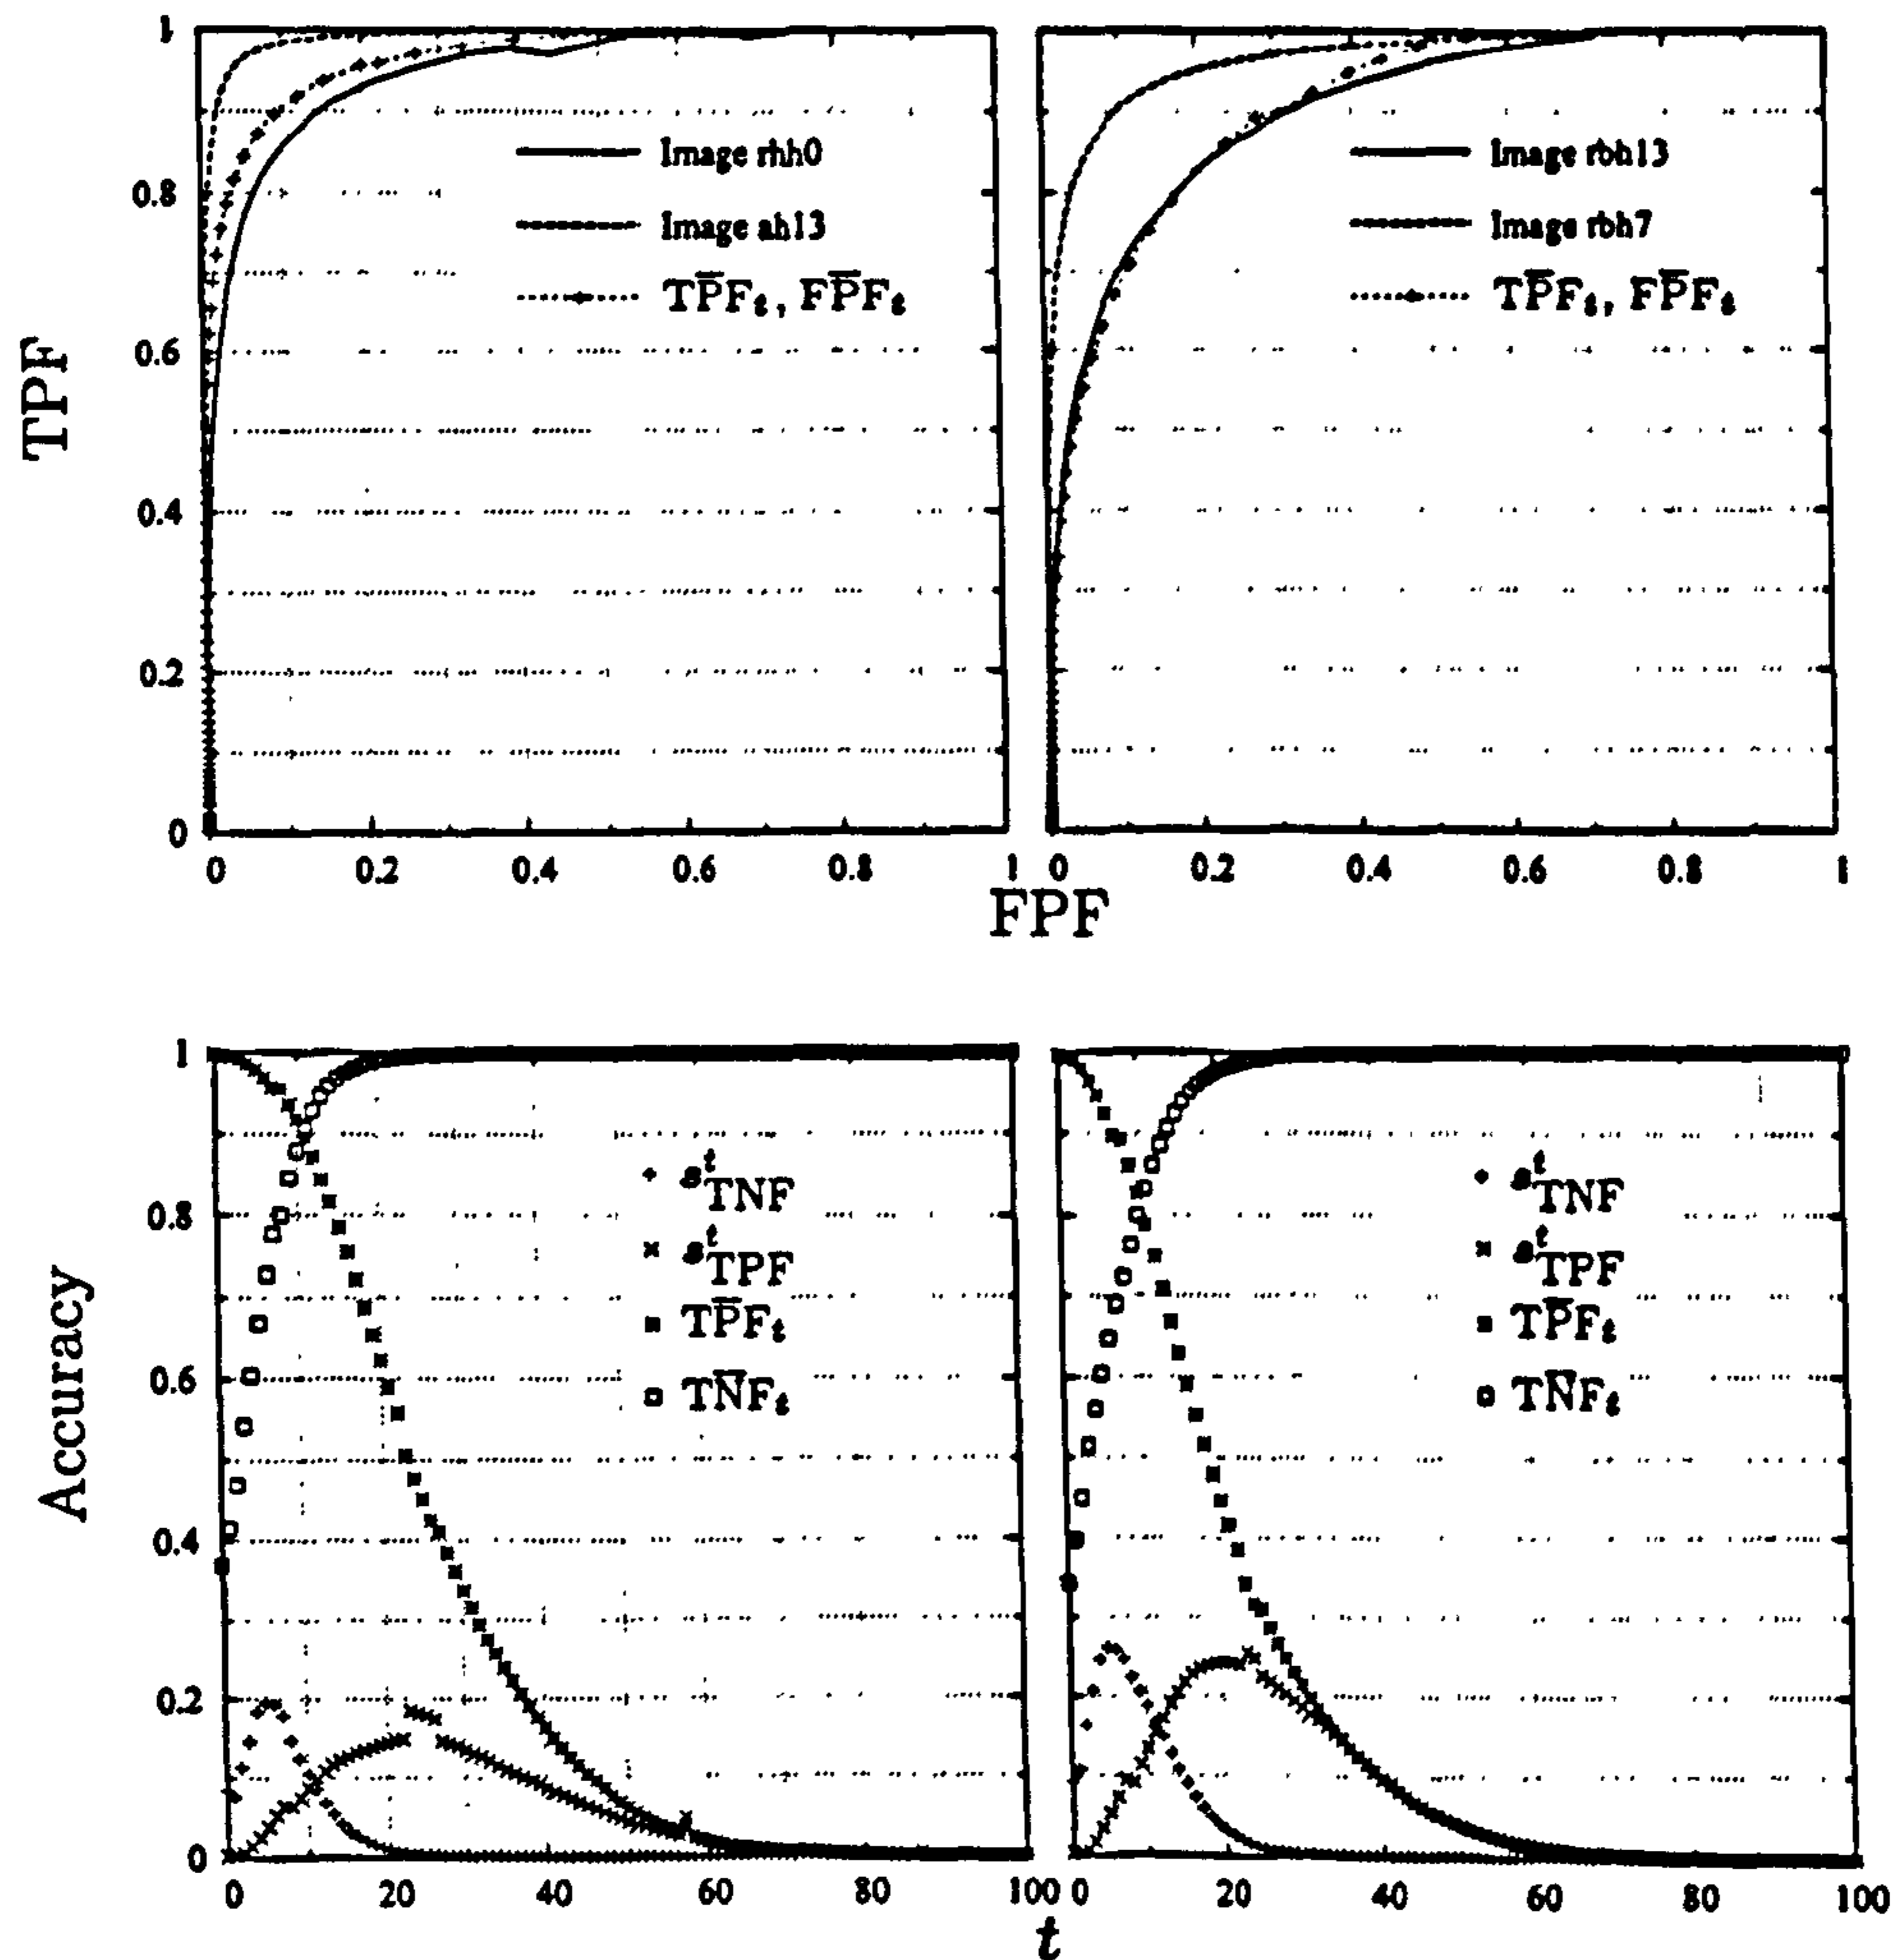 TPF
1
0.8
0.6
0.4
0.2
0
Image rhh0
Image ah13
TP̅F_t, FP̅F_t
0 0.2 0.4 0.6 0.8 1
Image rbh13
Image rbh7
TP̅F_t, FP̅F_t
0 0.2 0.4 0.6 0.8 1
FPF
Accuracy
1
0.8
0.6
0.4
0.2
0
s^t_TNF
s^t_TPF
TP̅F_t
TN̅F_t
0 20 40 60 80 100
s^t_TNF
s^t_TPF
TP̅F_t
TN̅F_t
0 20 40 60 80 100
t